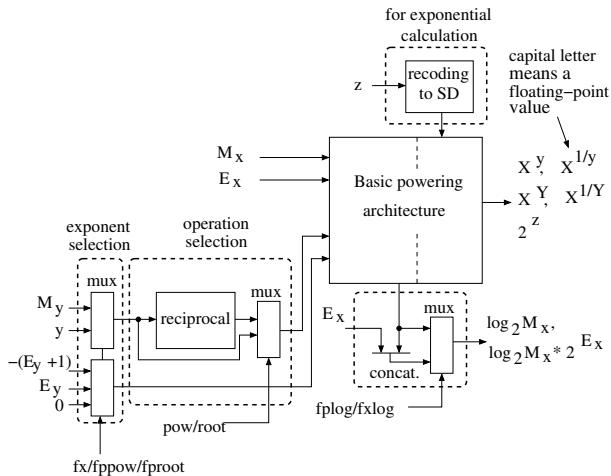 for exponential
calculation
capital letter
means a
floating-point
value
z
recoding
to SD
M x
E x
Basic powering
architecture
X y, X 1/y
X Y, X 1/Y
2 z
exponent
selection
operation
selection
mux
mux
M y
y
reciprocal
-(E y +1)
E y
0
E x
mux
concat.
log 2 M x,
log 2 M x * 2 E x
fplog/fxlog
pow/root
fx/fppow/fproot